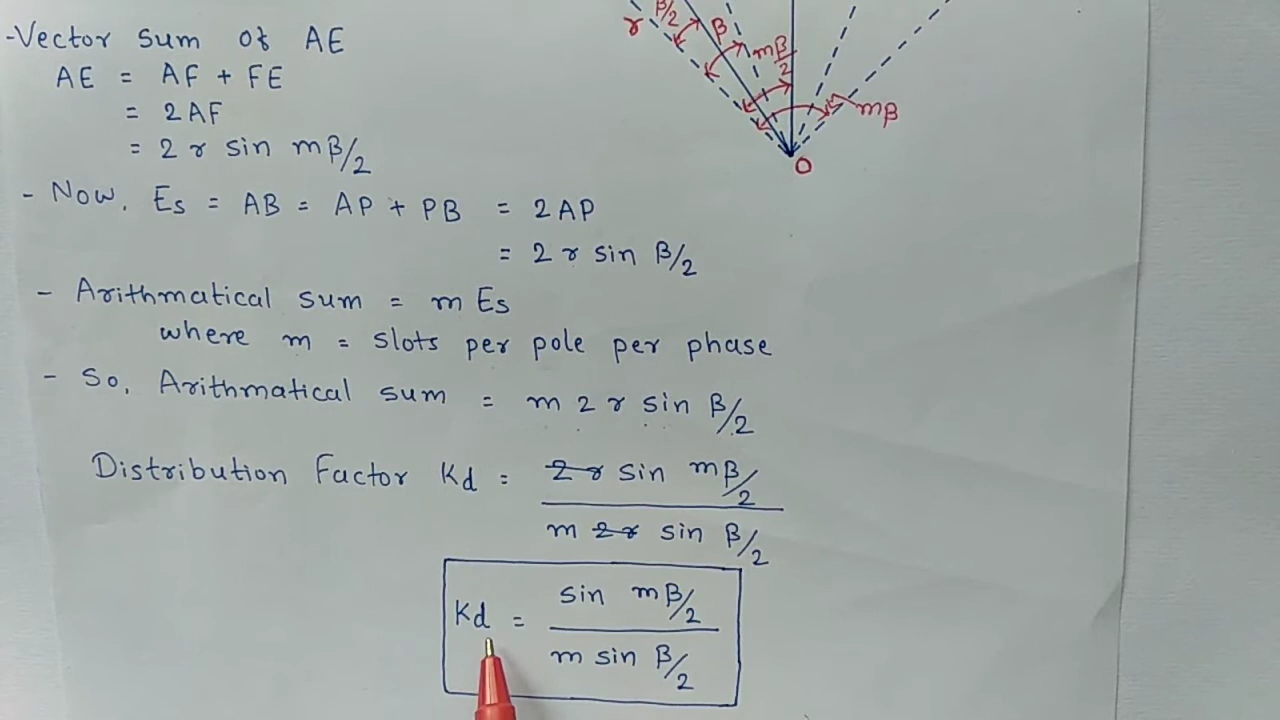 -Vector sum of AE
AE = AF + FE
= 2AF
= 2 r sin mβ/2
- Now, Es = AB = AP + PB = 2AP
= 2 r sin β/2
- Arithmatical sum = m Es
where m = slots per pole per phase
- So, Arithmatical sum = m 2 r sin β/2
Distribution Factor Kd = 2r sin mβ/2
m 2r sin β/2
Kd = sin mβ/2
m sin β/2
r β/2 β mβ/2 mβ
O